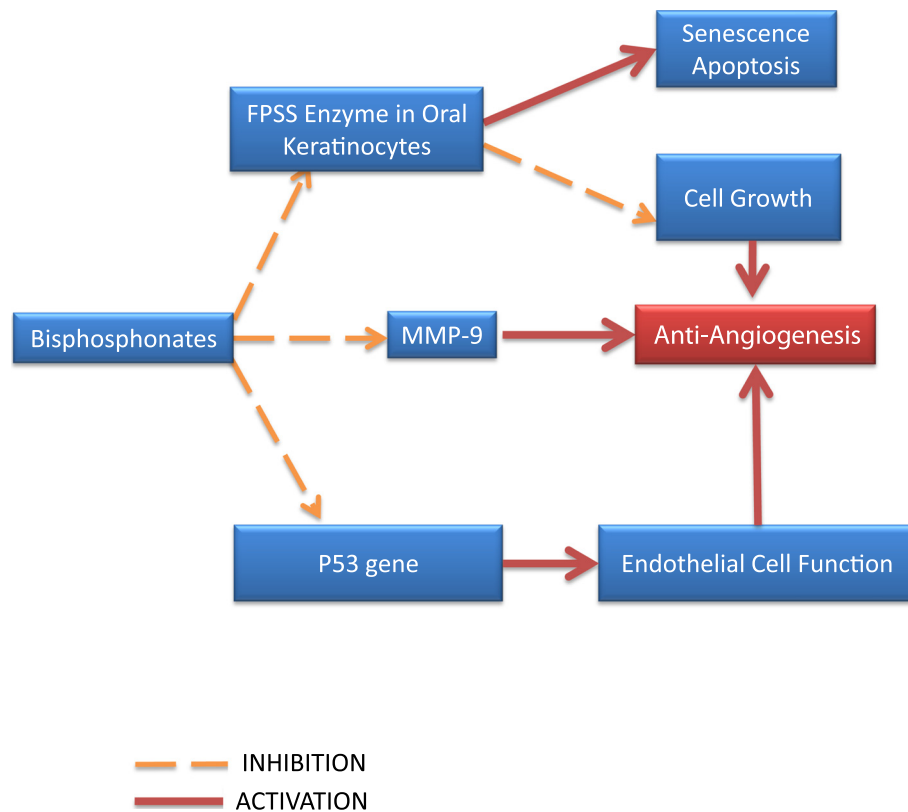 Senescence
Apoptosis
FPSS Enzyme in Oral
Keratinocytes
Cell Growth
Bisphosphonates
MMP-9
Anti-Angiogenesis
P53 gene
Endothelial Cell Function
INHIBITION
ACTIVATION